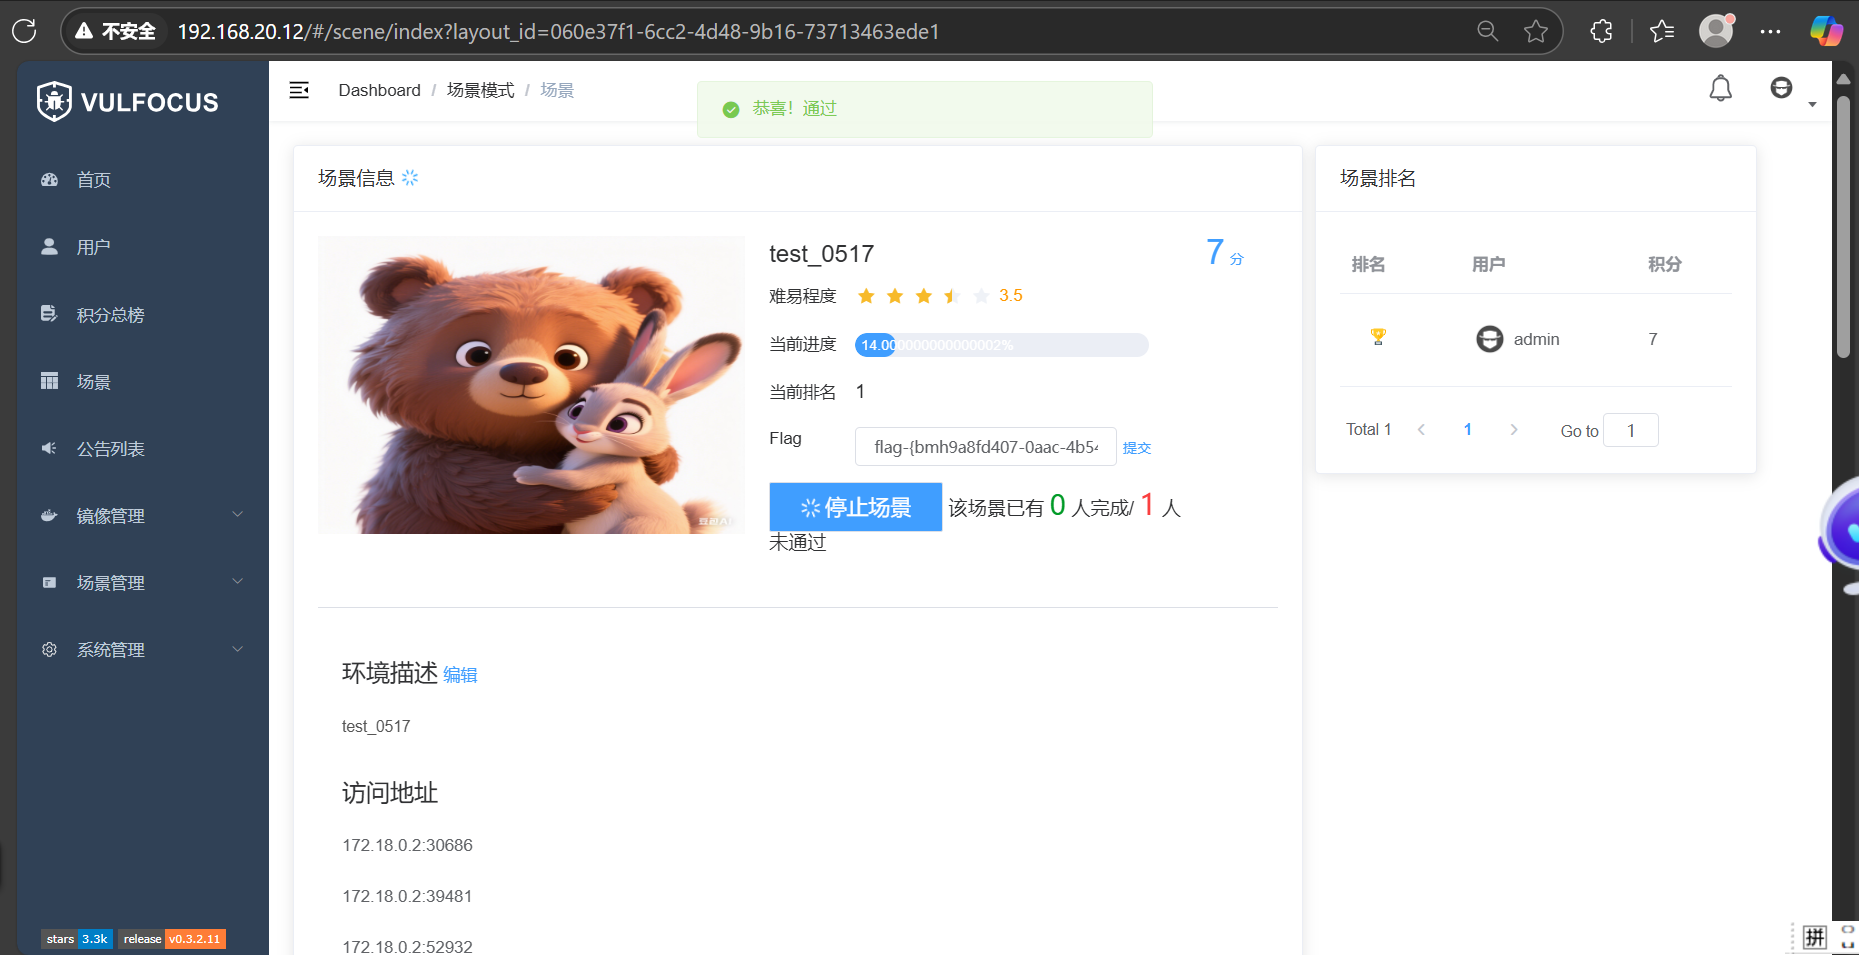 不安全 192.168.20.12/#/scene/index?layout_id=060e37f1-6cc2-4d48-9b16-73713463ede1
VULFOCUS
首页
用户
积分总榜
场景
公告列表
镜像管理
场景管理
系统管理
stars 3.3k release v0.3.2.11
Dashboard / 场景模式 / 场景
恭喜！通过
场景信息
test_0517
7 分
难易程度 3.5
当前进度 14.000000000000002%
当前排名 1
Flag flag-{bmh9a8fd407-0aac-4b54 提交
停止场景 该场景已有 0 人完成/ 1 人
未通过
豆包AI
环境描述 编辑
test_0517
访问地址
172.18.0.2:30686
172.18.0.2:39481
172.18.0.2:52932
场景排名
排名 用户 积分
admin 7
Total 1 1 Go to 1
拼